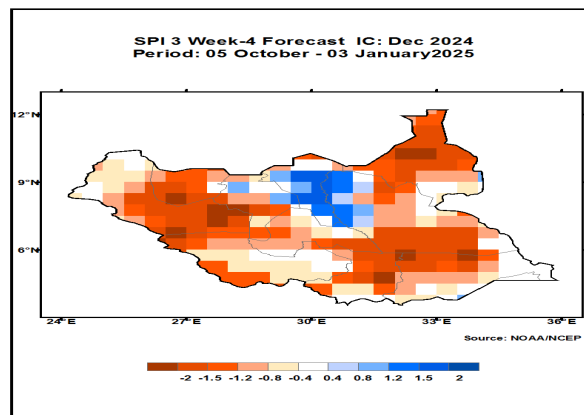 SPI 3 Week-4 Forecast IC: Dec 2024
Period: 05 October - 03 January2025
12°N
9°N
6°N
24°E 27°E 30°E 33°E 36°E
Source: NOAA/NCEP
-2 -1.5 -1.2 -0.8 -0.4 0.4 0.8 1.2 1.5 2